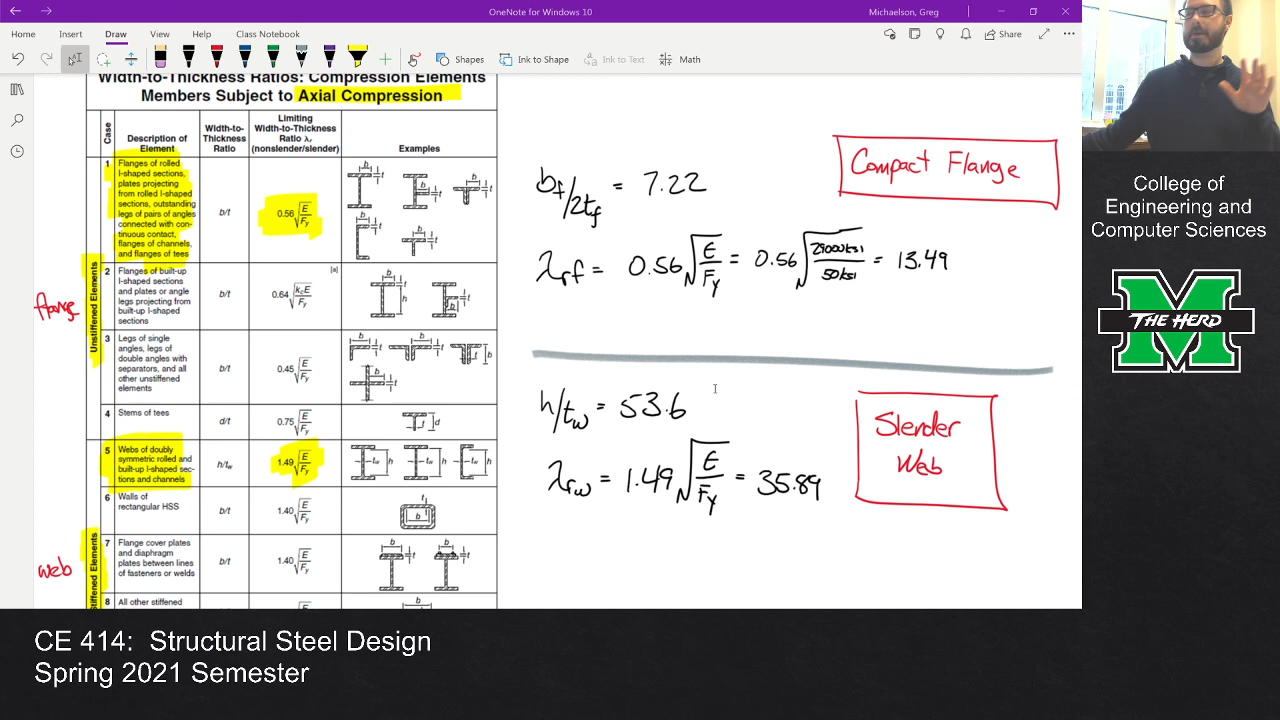 OneNote for Windows 10
Michaelson, Greg
Home
Insert
Draw
View
Class Notebook
Share
Shapes
Ink to Shape
Ink to Text
Math
Width-to-Thickness Ratios: Compression Elements
Members Subject to Axial Compression
Case
Description of Element
Width-to-Thickness Ratio
Limiting Width-to-Thickness Ratio λr (nonslender/slender)
Examples
Unstiffened Elements
flange
1
Flanges of rolled
I-shaped sections,
plates projecting
from rolled I-shaped
sections, outstanding
legs of pairs of angles
connected with con-
tinuous contact,
flanges of channels,
and flanges of tees
b/t
0.56√E/Fy
b
t
b
t
b
t
b
t
b
t
2
Flanges of built-up
I-shaped sections
and plates or angle
legs projecting from
built-up I-shaped
sections
b/t
[a]
0.64√kcE/Fy
b
t
h
b
t
3
Legs of single
angles, legs of
double angles with
separators, and all
other unstiffened
elements
b/t
0.45√E/Fy
b
t
b
t
t
b
b
t
4
Stems of tees
d/t
0.75√E/Fy
t
d
Stiffened Elements
web
5
Webs of doubly
symmetric rolled and
built-up I-shaped sec-
tions and channels
h/tw
1.49√E/Fy
tw
h
tw
h
tw
h
6
Walls of
rectangular HSS
b/t
1.40√E/Fy
t
b
7
Flange cover plates
and diaphragm
plates between lines
of fasteners or welds
b/t
1.40√E/Fy
b
t
b
t
8
All other stiffened
b
bf/2tf = 7.22
Compact Flange
λrf = 0.56√E/Fy = 0.56√29000ksi/50ksi = 13.49
h/tw = 53.6
λrw = 1.49√E/Fy = 35.89
Slender
Web
College of
Engineering and
Computer Sciences
THE HERD
CE 414: Structural Steel Design
Spring 2021 Semester